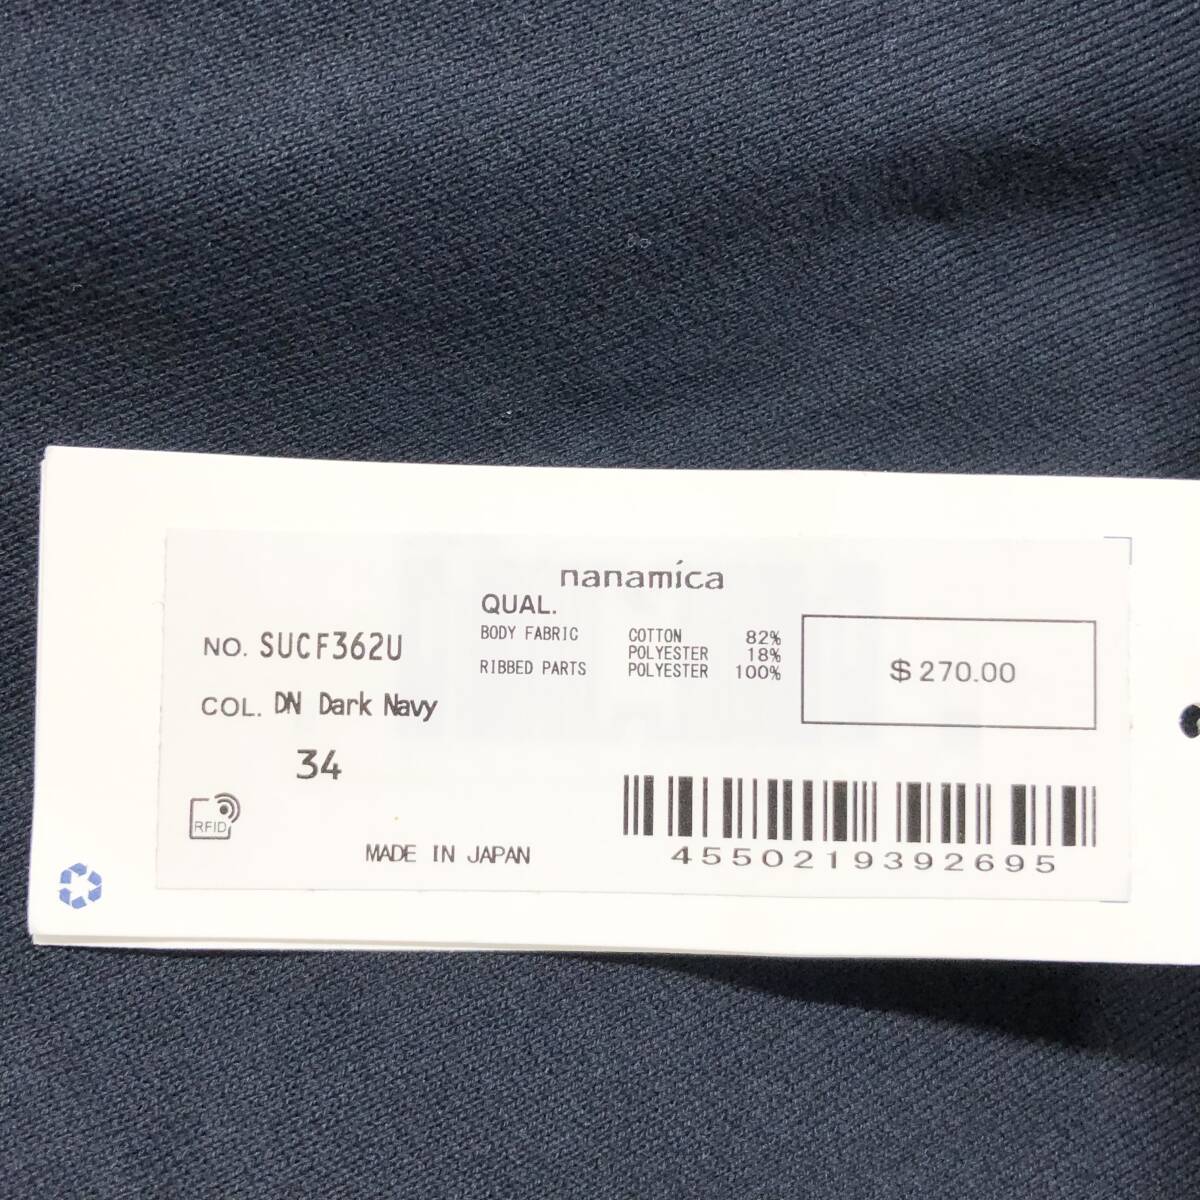 nanamica
QUAL.
NO. SUCF362U
BODY FABRIC COTTON 82%
POLYESTER 18%
RIBBED PARTS POLYESTER 100%
$270.00
COL. DN Dark Navy
34
RFID
MADE IN JAPAN
4550219392695